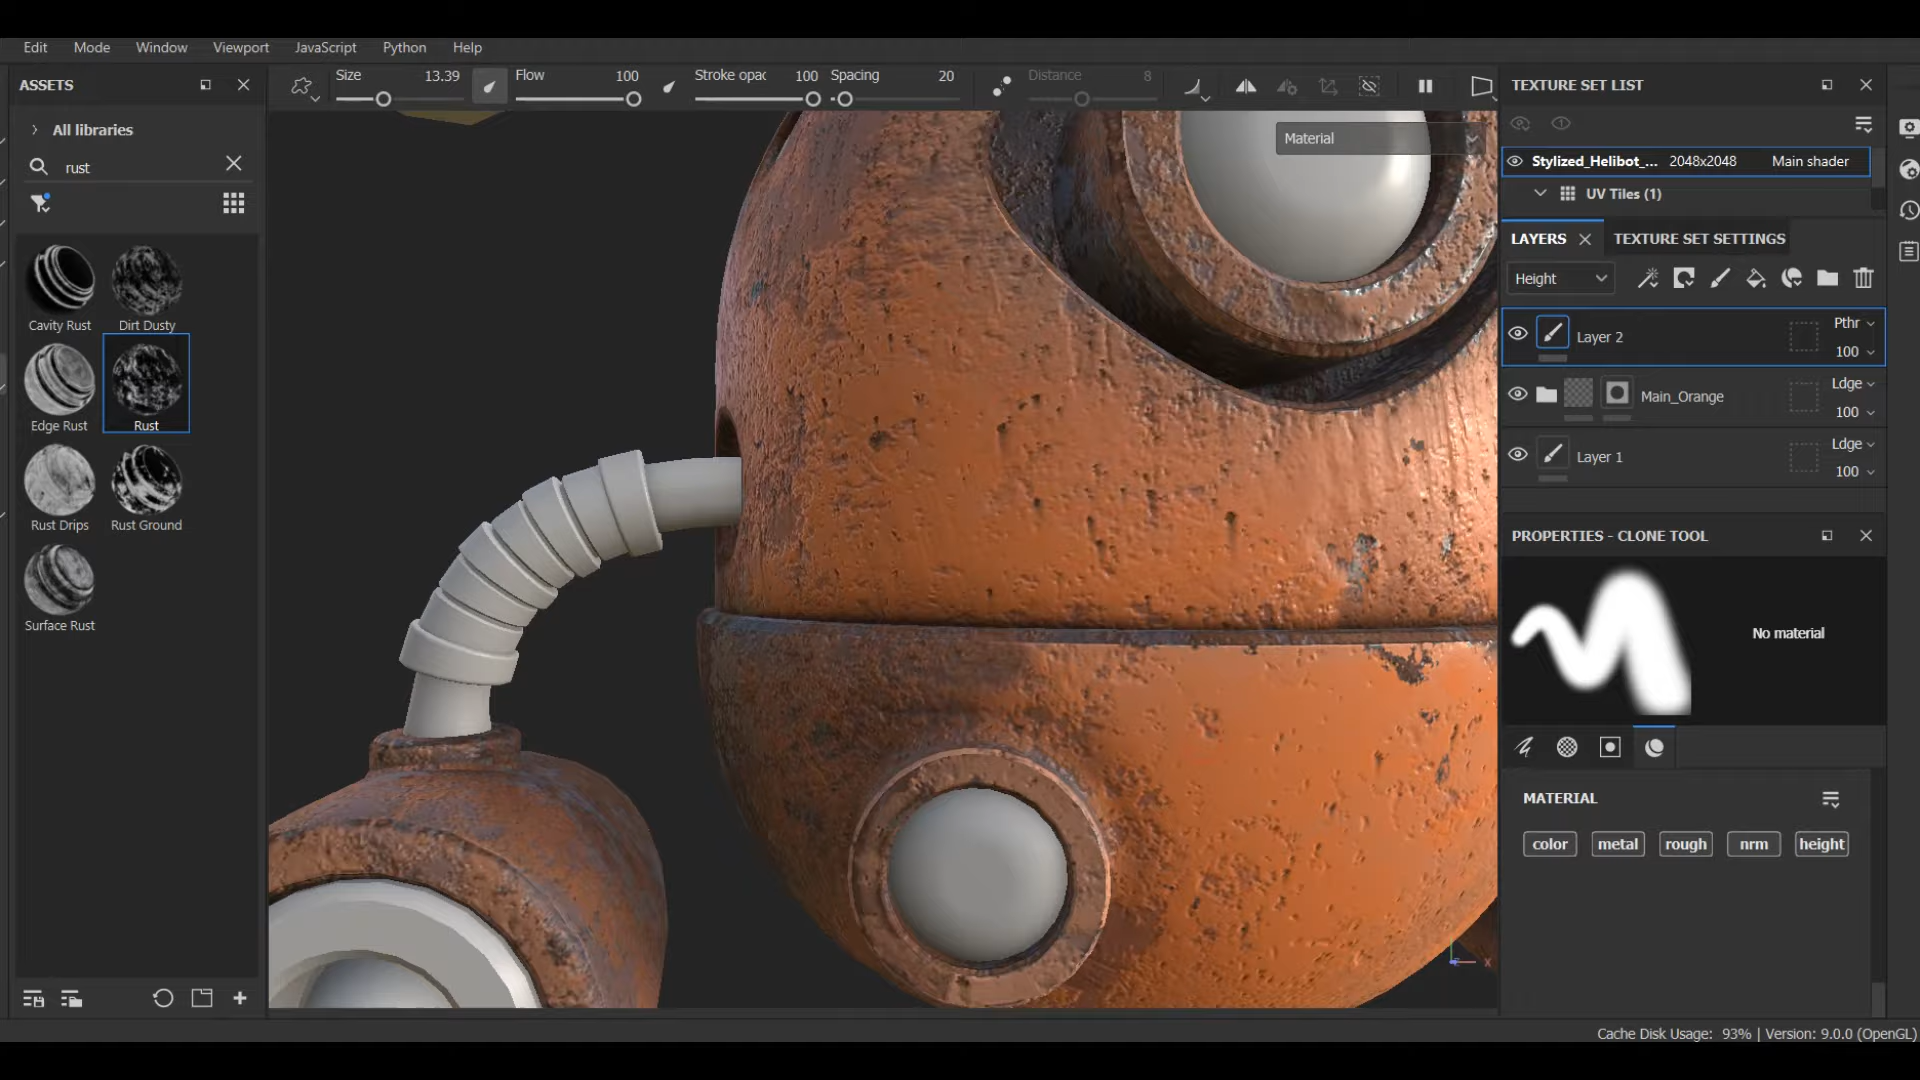 Edit Mode Window Viewport JavaScript Python Help
ASSETS
Size 13.39 Flow 100 Stroke opac 100 Spacing 20 Distance 8
TEXTURE SET LIST
All libraries
rust
Material
Stylized_Helibot_... 2048x2048 Main shader
UV Tiles (1)
LAYERS TEXTURE SET SETTINGS
Height
Cavity Rust Dirt Dusty
Edge Rust Rust
Rust Drips Rust Ground
Surface Rust
Layer 2 Pthr
100
Main_Orange Ldge
100
Layer 1 Ldge
100
PROPERTIES - CLONE TOOL
No material
MATERIAL
color metal rough nrm height
X
Cache Disk Usage: 93% | Version: 9.0.0 (OpenGL)